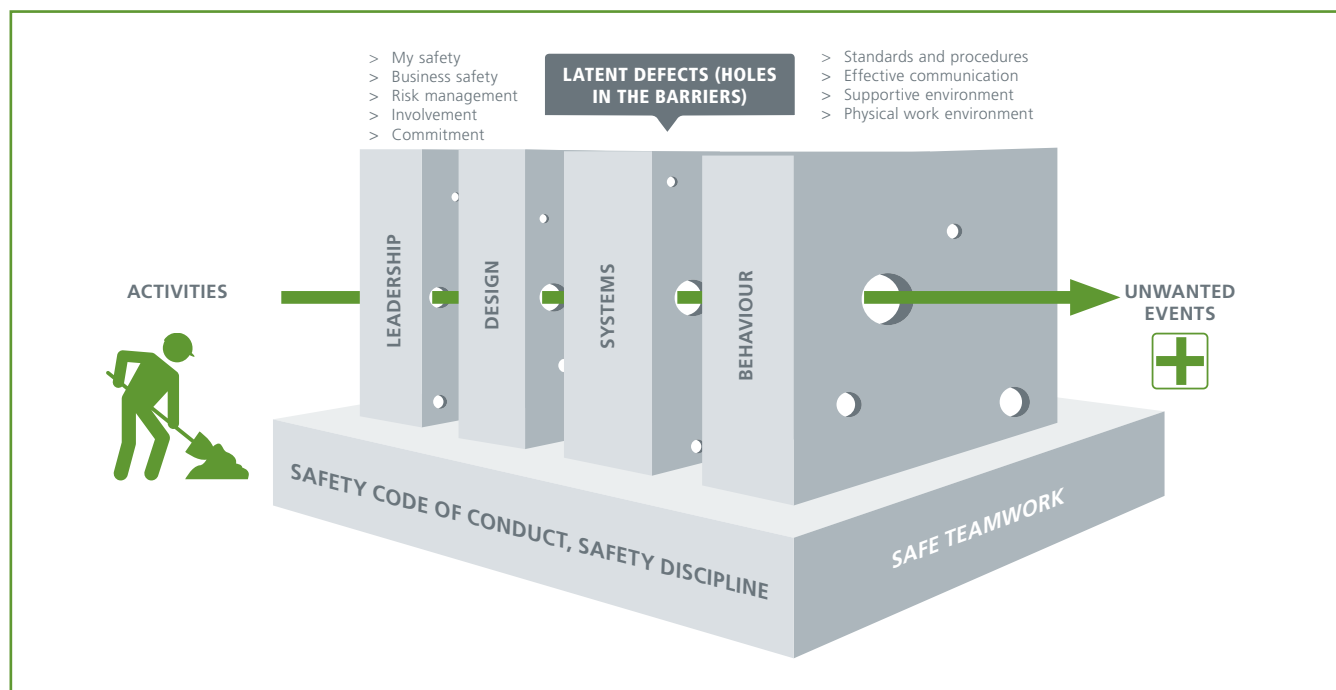 > My safety
> Business safety
> Risk management
> Involvement
> Commitment
LATENT DEFECTS (HOLES
IN THE BARRIERS)
> Standards and procedures
> Effective communication
> Supportive environment
> Physical work environment
ACTIVITIES
LEADERSHIP
DESIGN
SYSTEMS
BEHAVIOUR
UNWANTED
EVENTS
SAFETY CODE OF CONDUCT, SAFETY DISCIPLINE
SAFE TEAMWORK